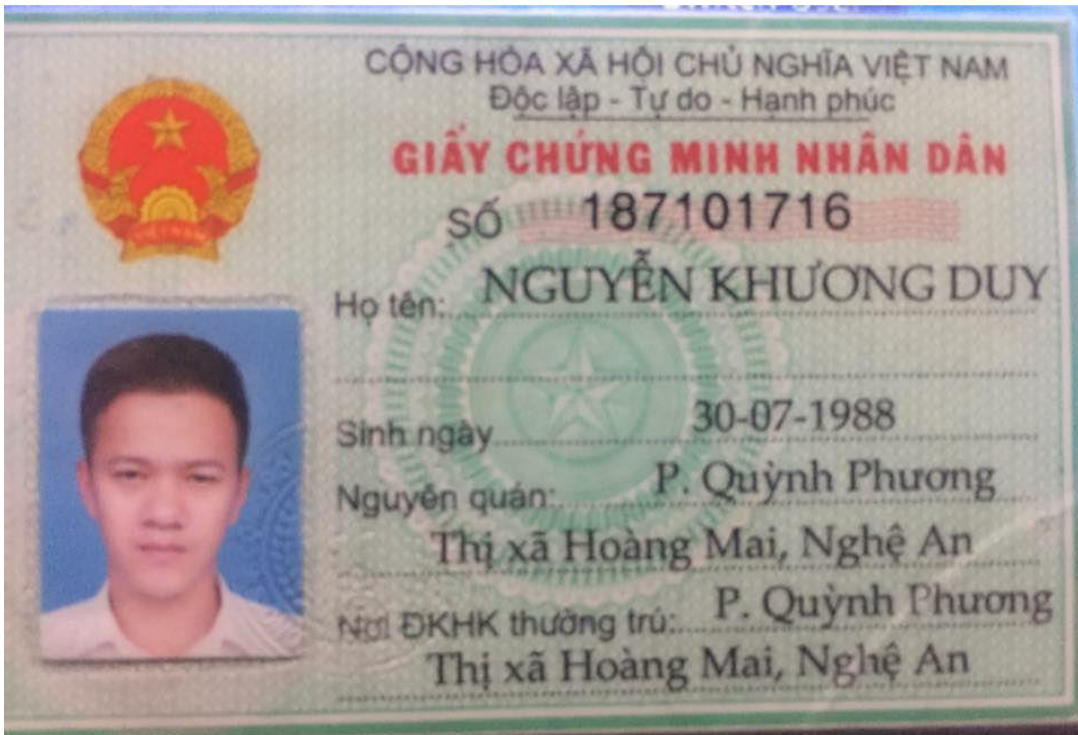 CỘNG HÒA XÃ HỘI CHỦ NGHĨA VIỆT NAM
Độc lập - Tự do - Hạnh phúc
GIẤY CHỨNG MINH NHÂN DÂN
SỐ 187101716
Họ tên: NGUYỄN KHƯƠNG DUY
Sinh ngày 30-07-1988
Nguyên quán: P. Quỳnh Phương
Thị xã Hoàng Mai, Nghệ An
Nơi ĐKHK thường trú: P. Quỳnh Phương
Thị xã Hoàng Mai, Nghệ An